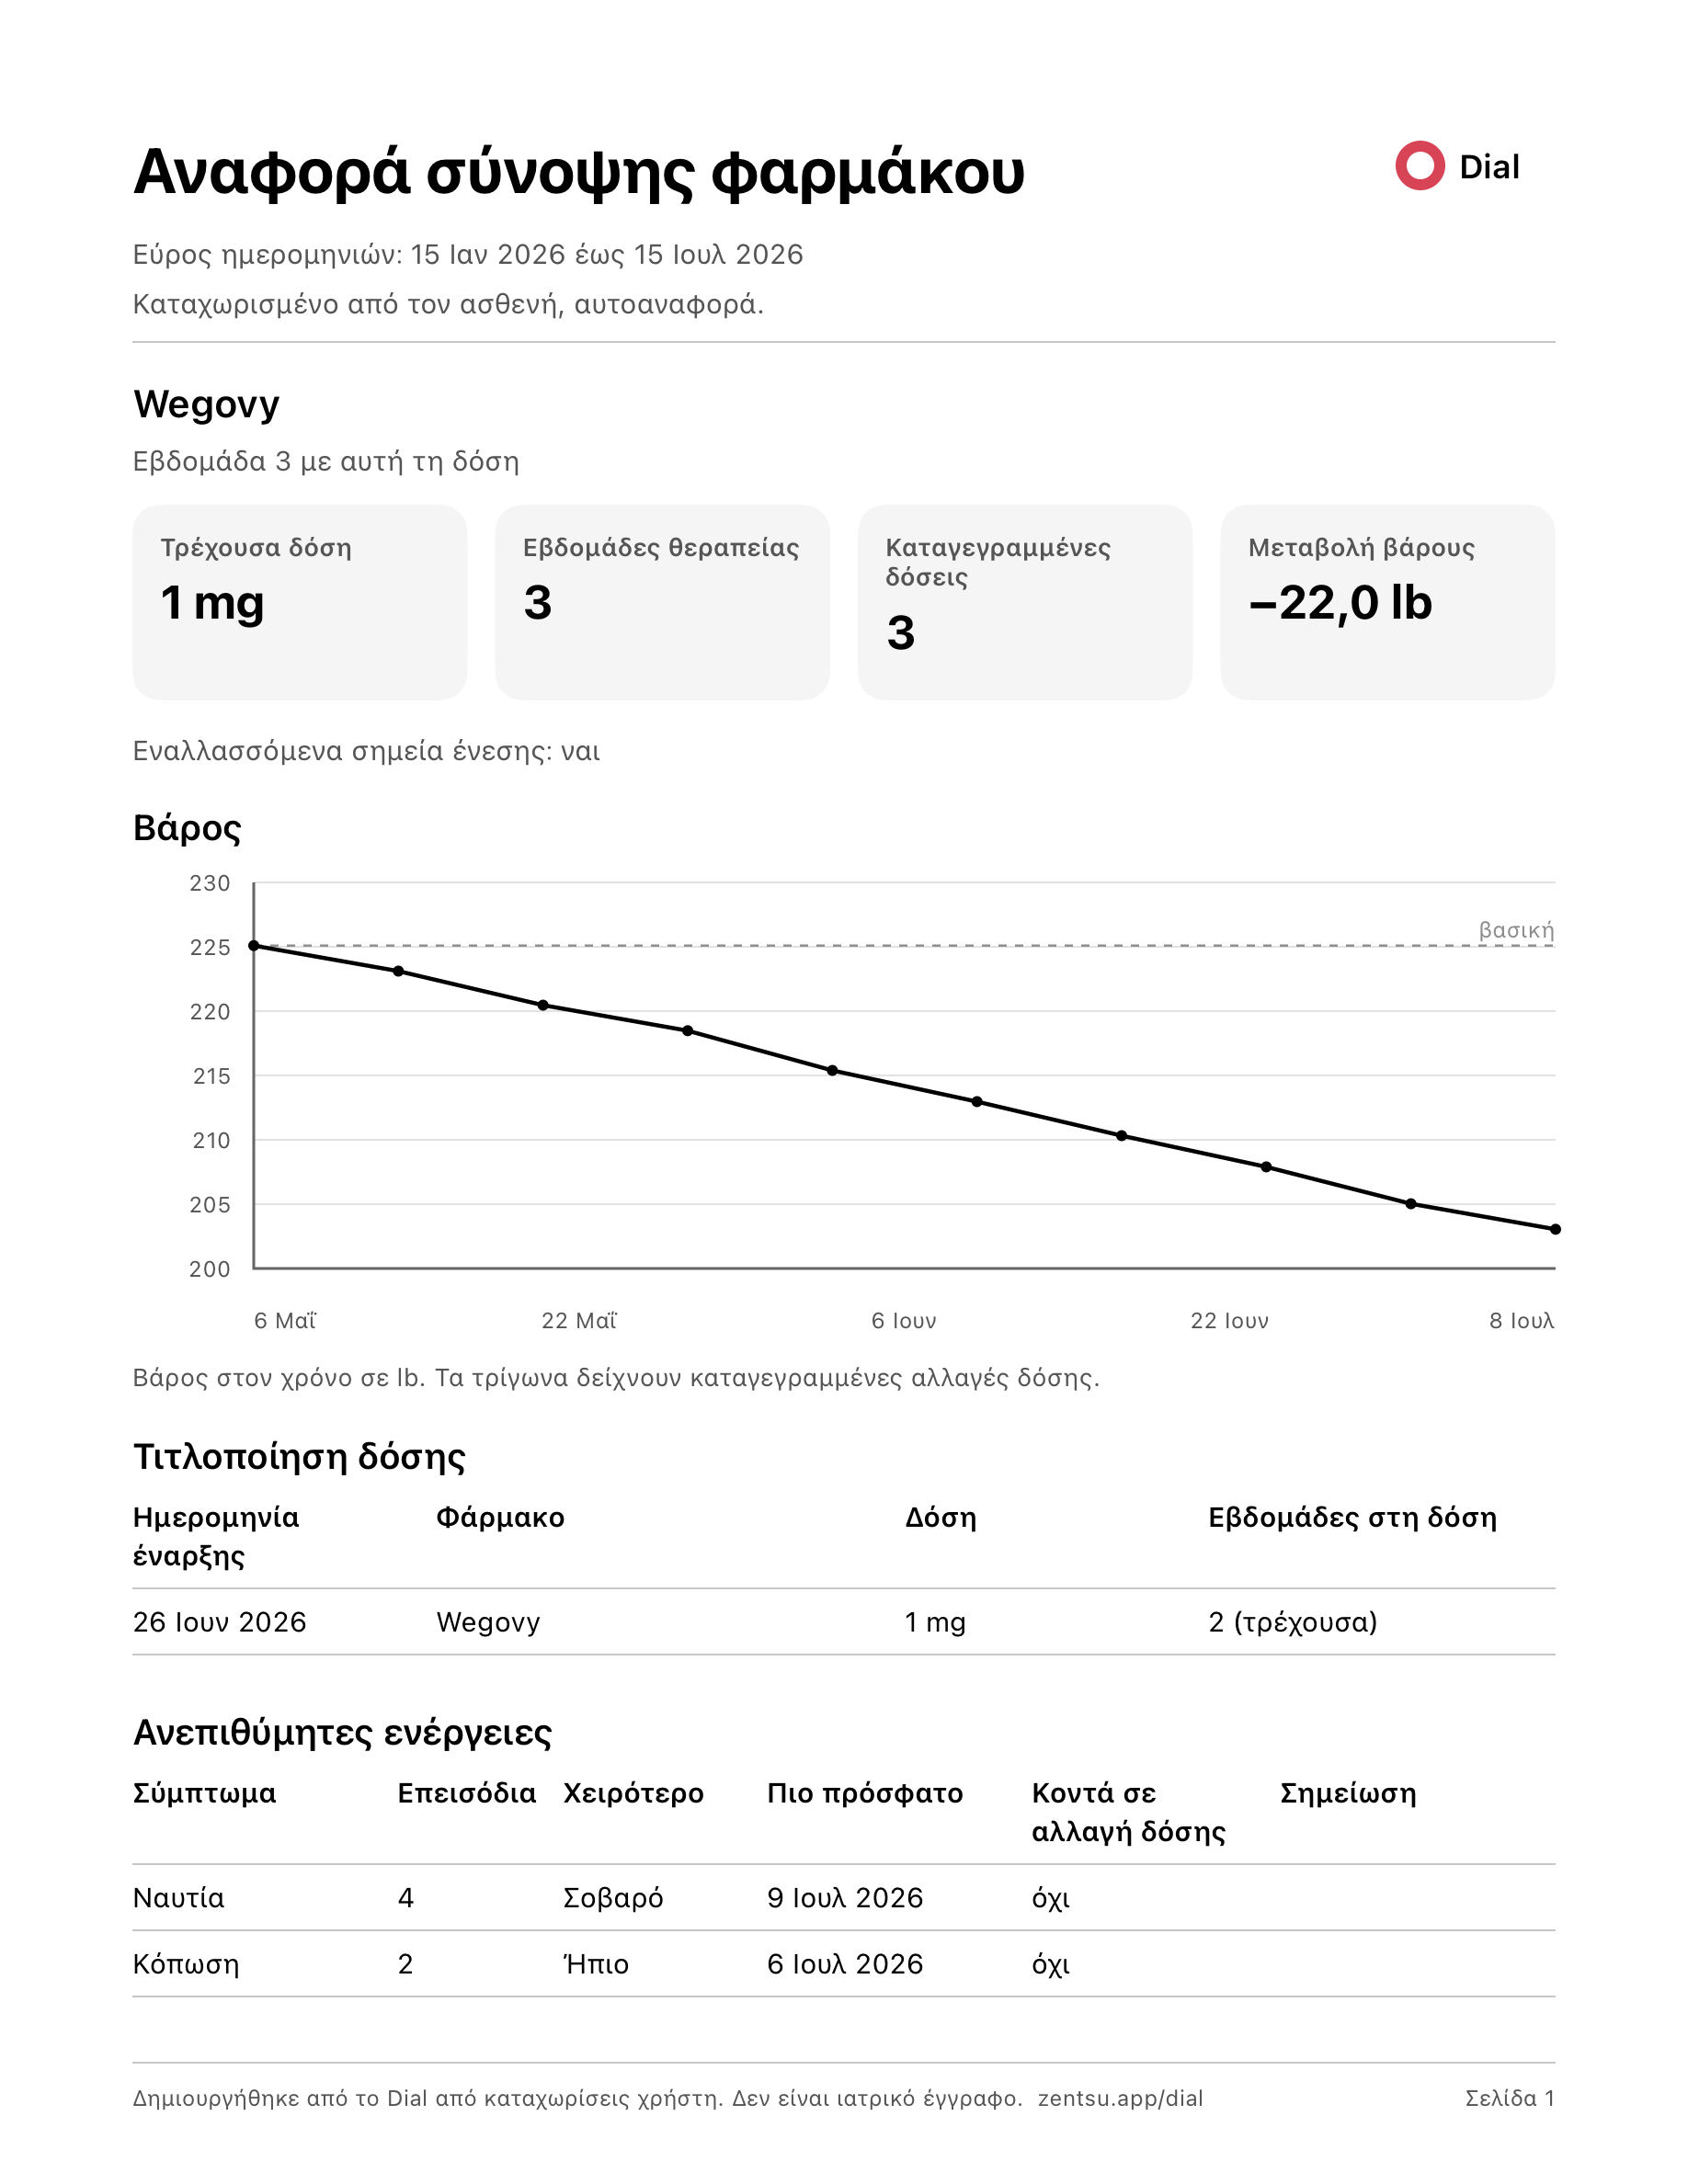 Αναφορά σύνοψης φαρμάκου
Dial
Εύρος ημερομηνιών: 15 Ιαν 2026 έως 15 Ιουλ 2026
Καταχωρισμένο από τον ασθενή, αυτοαναφορά.
Wegovy
Εβδομάδα 3 με αυτή τη δόση
Τρέχουσα δόση
1 mg
Εβδομάδες θεραπείας
3
Καταγεγραμμένες
δόσεις
3
Μεταβολή βάρους
−22,0 lb
Εναλλασσόμενα σημεία ένεσης: ναι
Βάρος
230
βασική
225
220
215
210
205
200
6 Μαΐ 22 Μαΐ 6 Ιουν 22 Ιουν 8 Ιουλ
Βάρος στον χρόνο σε lb. Τα τρίγωνα δείχνουν καταγεγραμμένες αλλαγές δόσης.
Τιτλοποίηση δόσης
Ημερομηνία έναρξης Φάρμακο Δόση Εβδομάδες στη δόση
26 Ιουν 2026 Wegovy 1 mg 2 (τρέχουσα)
Ανεπιθύμητες ενέργειες
Σύμπτωμα Επεισόδια Χειρότερο Πιο πρόσφατο Κοντά σε αλλαγή δόσης Σημείωση
Ναυτία 4 Σοβαρό 9 Ιουλ 2026 όχι
Κόπωση 2 Ήπιο 6 Ιουλ 2026 όχι
Δημιουργήθηκε από το Dial από καταχωρίσεις χρήστη. Δεν είναι ιατρικό έγγραφο. zentsu.app/dial Σελίδα 1